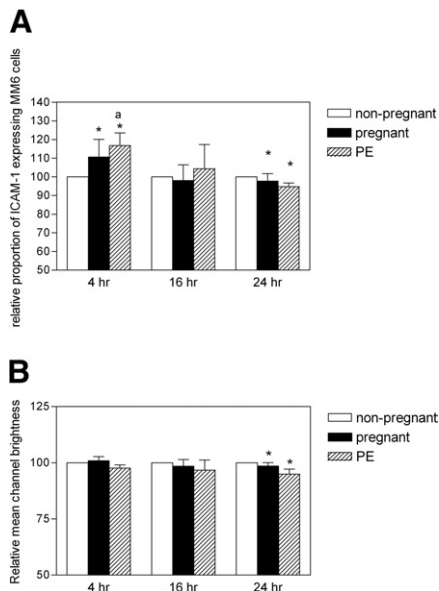 A
relative proportion of ICAM-1 expressing MM6 cells
140
130
120
110
100
90
80
70
60
50
a
*
*
*
*
4 hr
16 hr
24 hr
non-pregnant
pregnant
PE
B
Relative mean channel brightness
125
100
75
50
*
*
4 hr
16 hr
24 hr
non-pregnant
pregnant
PE